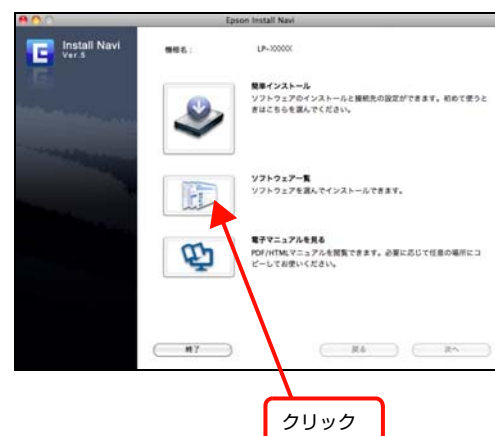 Epson Install Navi
Install Navi
Ver.5
機種名：
LP-XXXXX
簡単インストール
ソフトウェアのインストールと接続先の設定ができます。初めて使うと
きはこちらを選んでください。
ソフトウェア一覧
ソフトウェアを選んでインストールできます。
電子マニュアルを見る
PDF/HTMLマニュアルを閲覧できます。必要に応じて任意の場所にコ
ピーしてお使いください。
終了
戻る
次へ
クリック